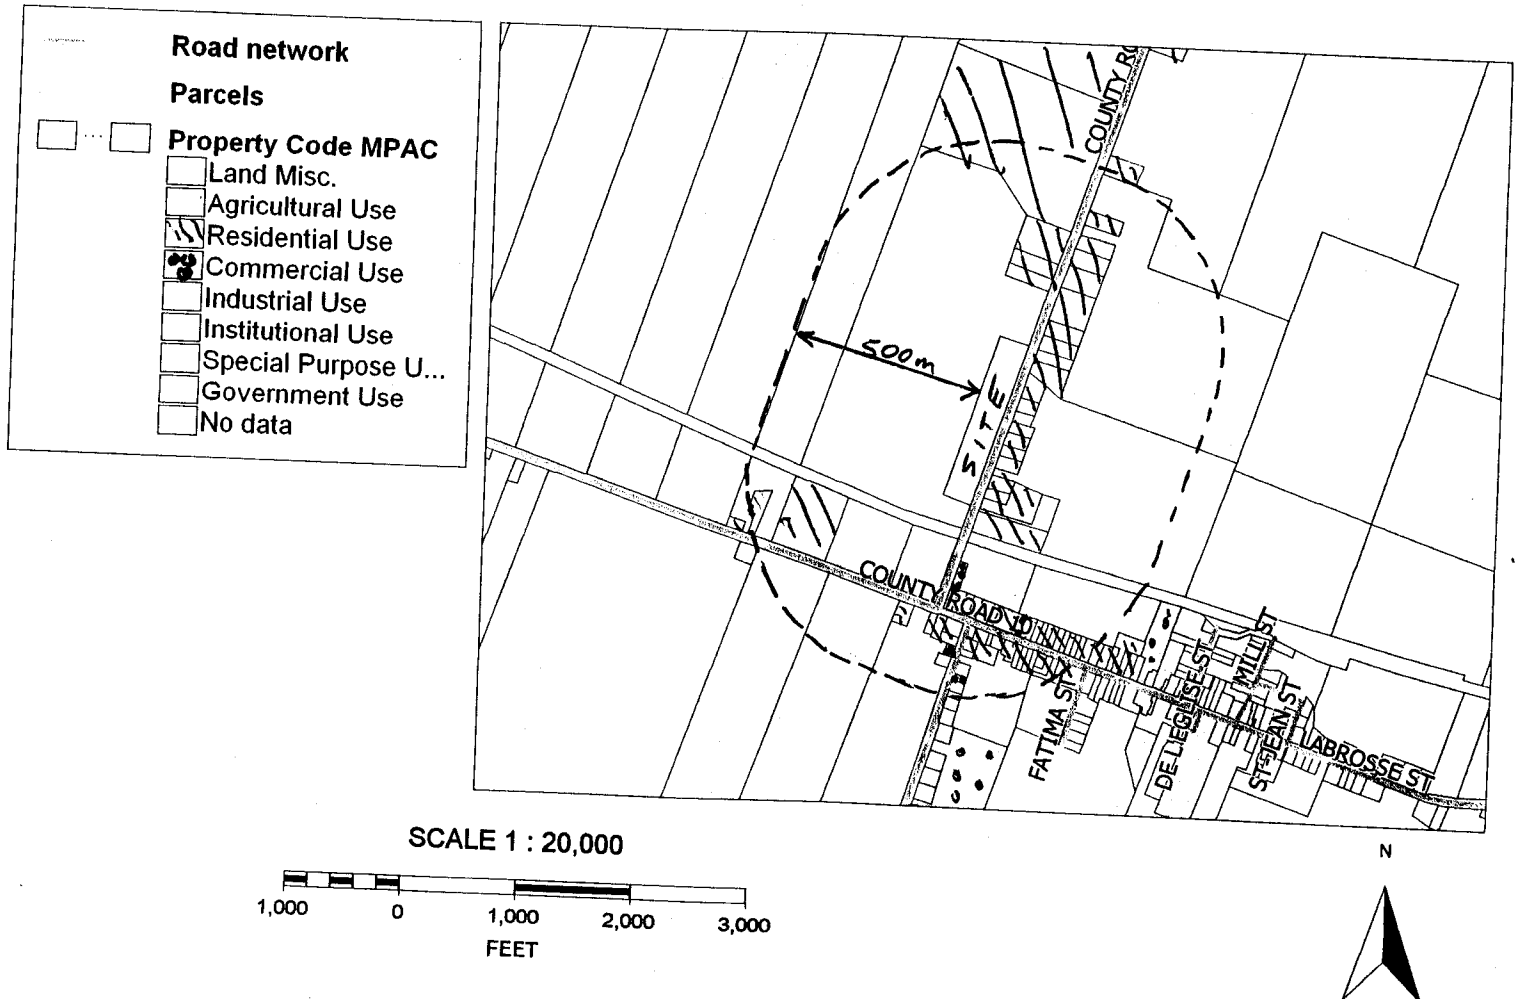 Road network
Parcels
Property Code MPAC
Land Misc.
Agricultural Use
Residential Use
Commercial Use
Industrial Use
Institutional Use
Special Purpose U...
Government Use
No data
COUNTY RO
500m
SITE
COUNTY ROAD 10
FATIMA ST
DE L'EGLISE ST
MILL ST
ST-JEAN ST
LABROSSE ST
SCALE 1 : 20,000
1,000 0 1,000 2,000 3,000
FEET
N